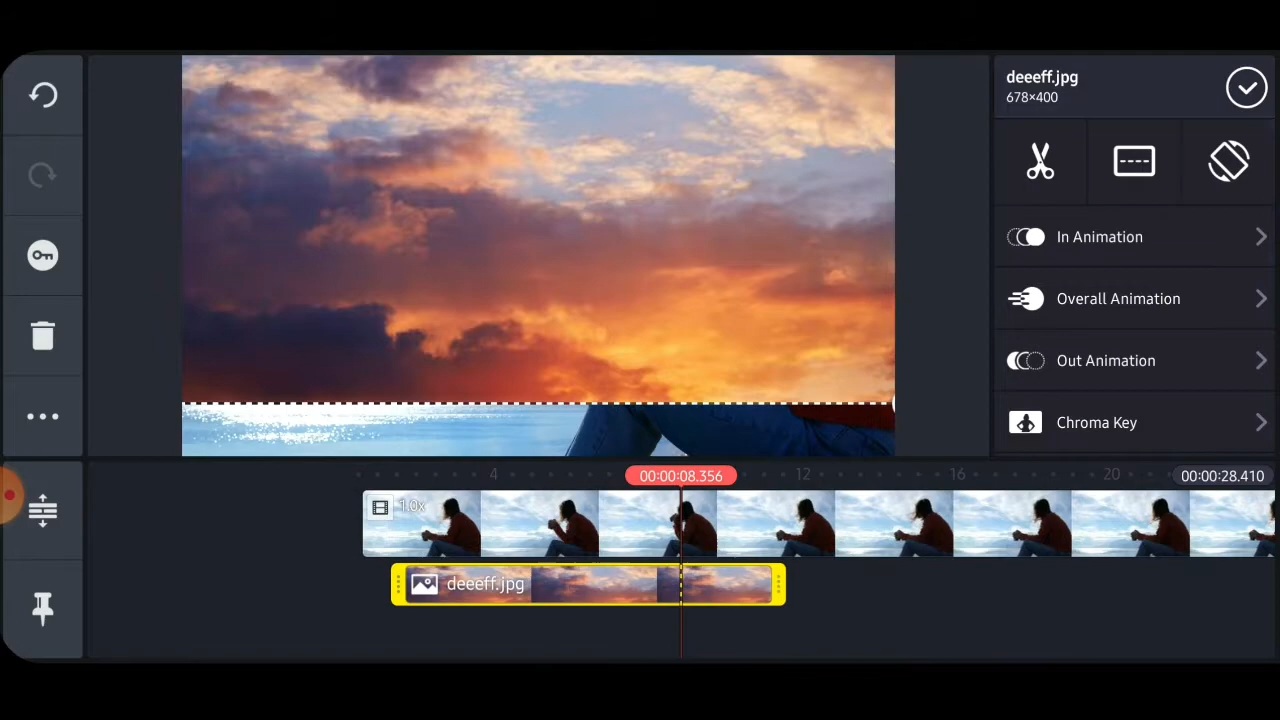 deeeff.jpg
678×400
In Animation
Overall Animation
Out Animation
Chroma Key
4
00:00:08.356
12
16
20
00:00:28.410
1.0x
deeeff.jpg